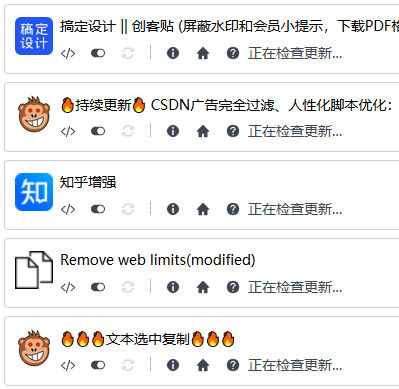 搞定设计
搞定设计 || 创客贴 (屏蔽水印和会员小提示，下载PDF格
</> 正在检查更新...
🔥持续更新🔥 CSDN广告完全过滤、人性化脚本优化：
</> 正在检查更新...
知
知乎增强
</> 正在检查更新...
Remove web limits(modified)
</> 正在检查更新...
🔥🔥🔥文本选中复制🔥🔥🔥
</> 正在检查更新...